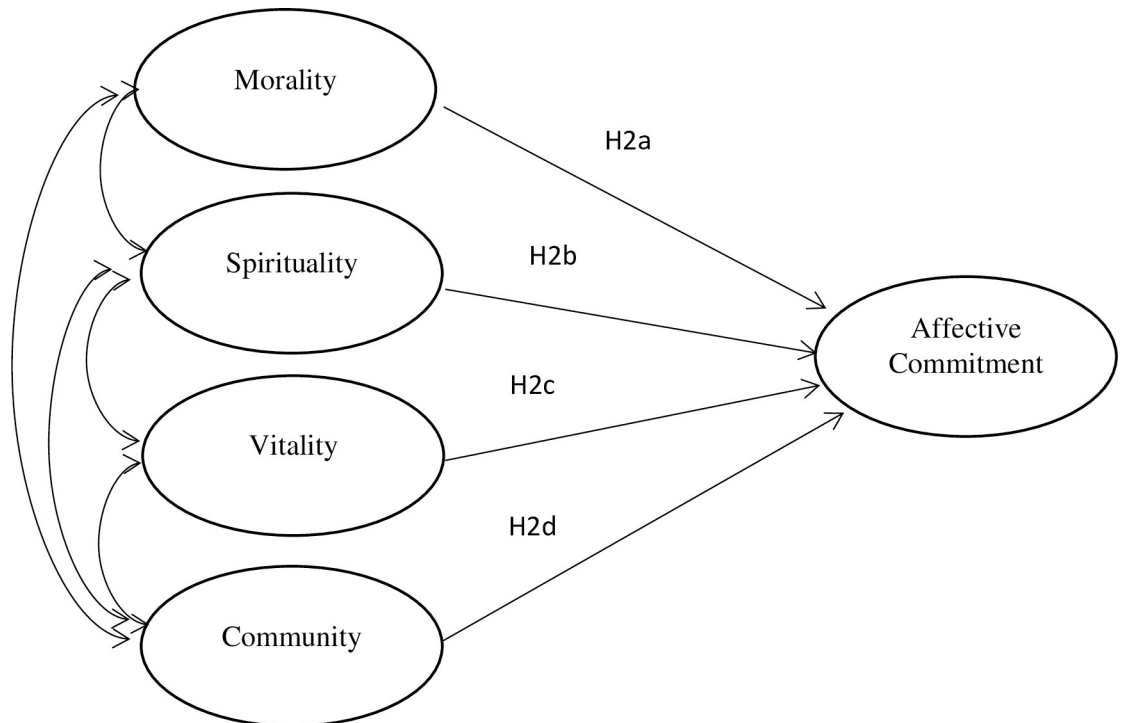 Morality
H2a
H2b
Spirituality
Affective
Commitment
H2c
Vitality
H2d
Community